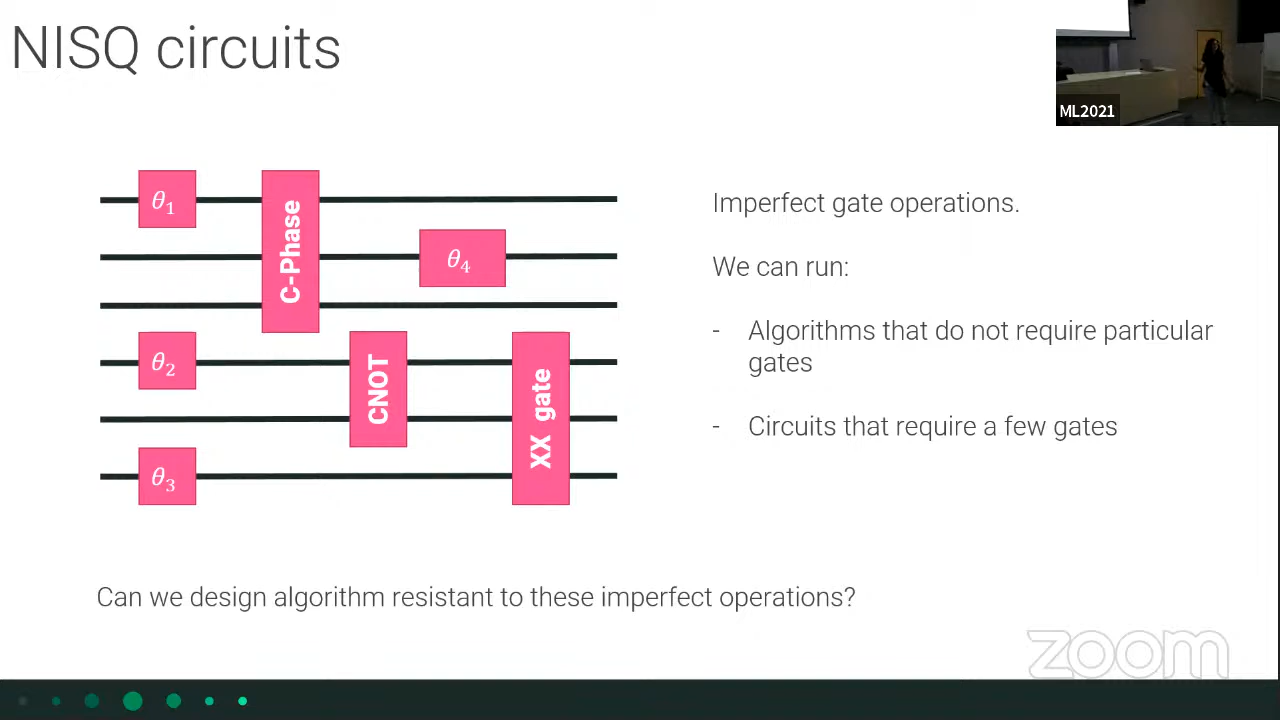 NISQ circuits
ML2021
θ₁
C-Phase
θ₄
θ₂
CNOT
XX gate
θ₃
Imperfect gate operations.
We can run:
- Algorithms that do not require particular
gates
- Circuits that require a few gates
Can we design algorithm resistant to these imperfect operations?
zoom